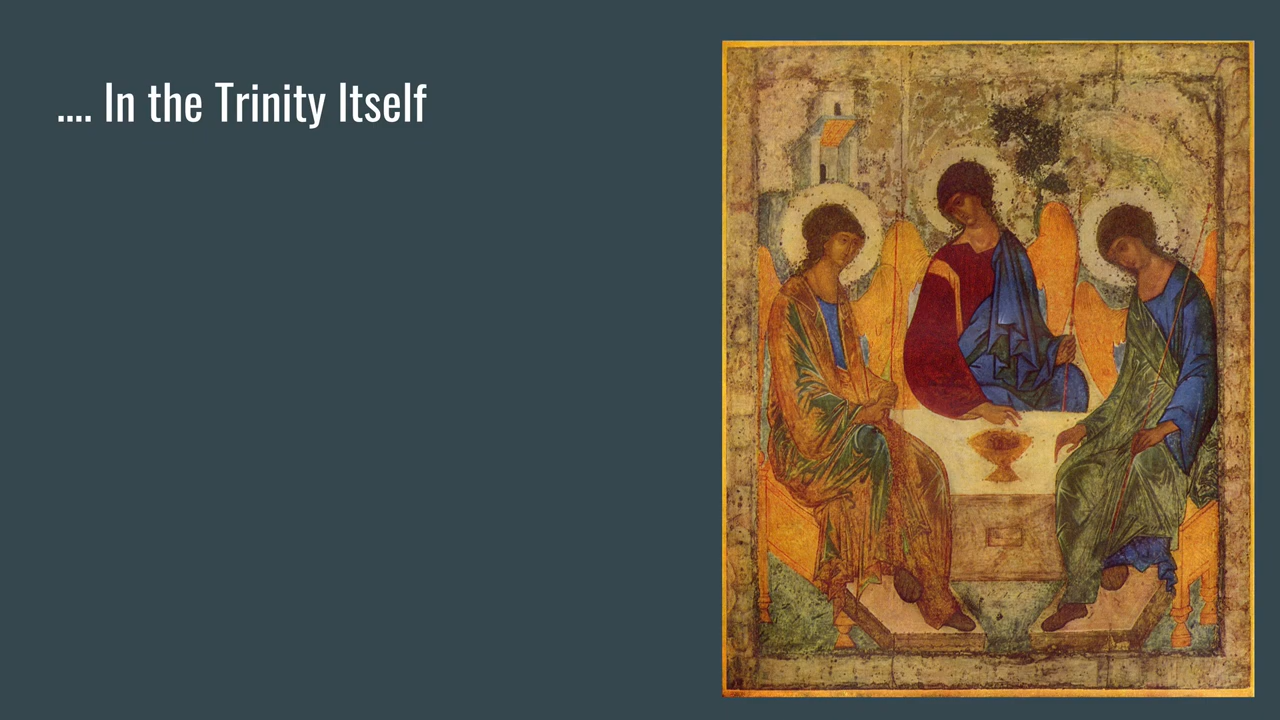 .... In the Trinity Itself